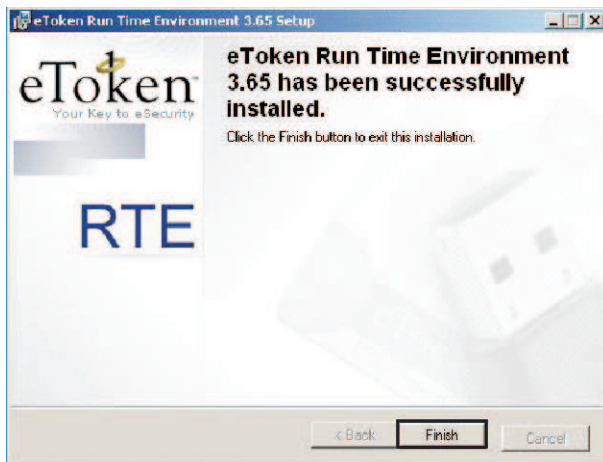 eToken Run Time Environment 3.65 Setup
eToken
Your Key to eSecurity
RTE
eToken Run Time Environment
3.65 has been successfully
installed.
Click the Finish button to exit this installation.
< Back
Finish
Cancel